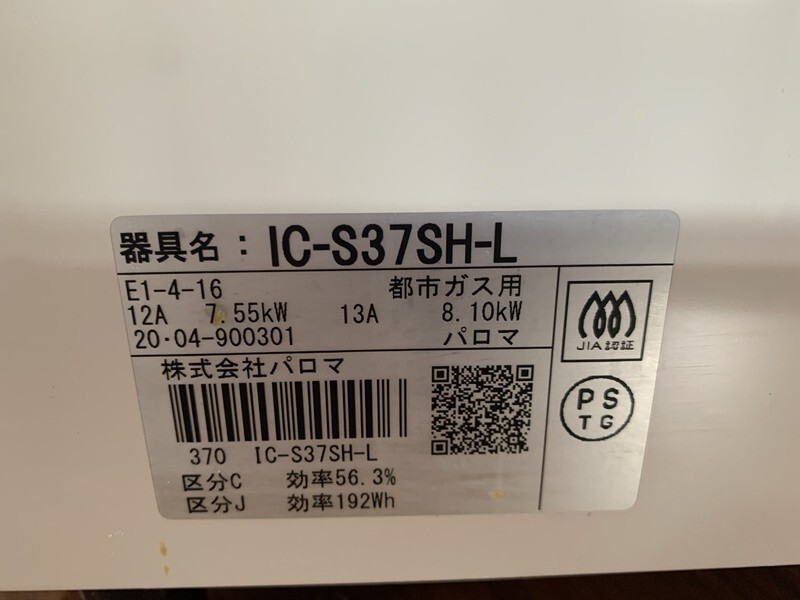 器具名： IC-S37SH-L
E1-4-16 都市ガス用
12A 7.55kW 13A 8.10kW
20・04-900301 パロマ
株式会社パロマ
370 IC-S37SH-L
区分C 効率56.3%
区分J 効率192Wh
JIA認証
PS
TG